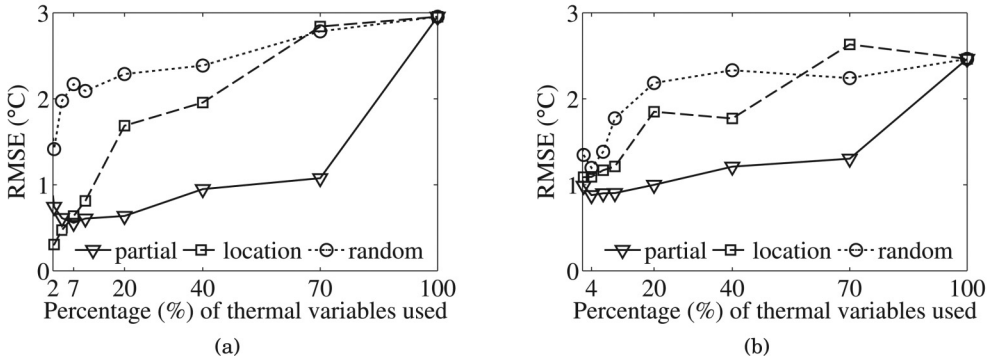 3
2
1
0
RMSE (°C)
partial location random
2 7 20 40 70 100
Percentage (%) of thermal variables used
(a)
3
2
1
0
RMSE (°C)
partial location random
4 20 40 70 100
Percentage (%) of thermal variables used
(b)